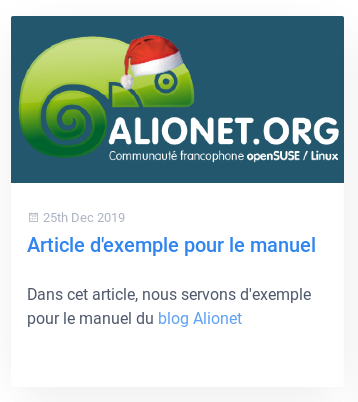 ALIONET.ORG
Communauté francophone openSUSE / Linux
25th Dec 2019
Article d'exemple pour le manuel
Dans cet article, nous servons d'exemple
pour le manuel du blog Alionet